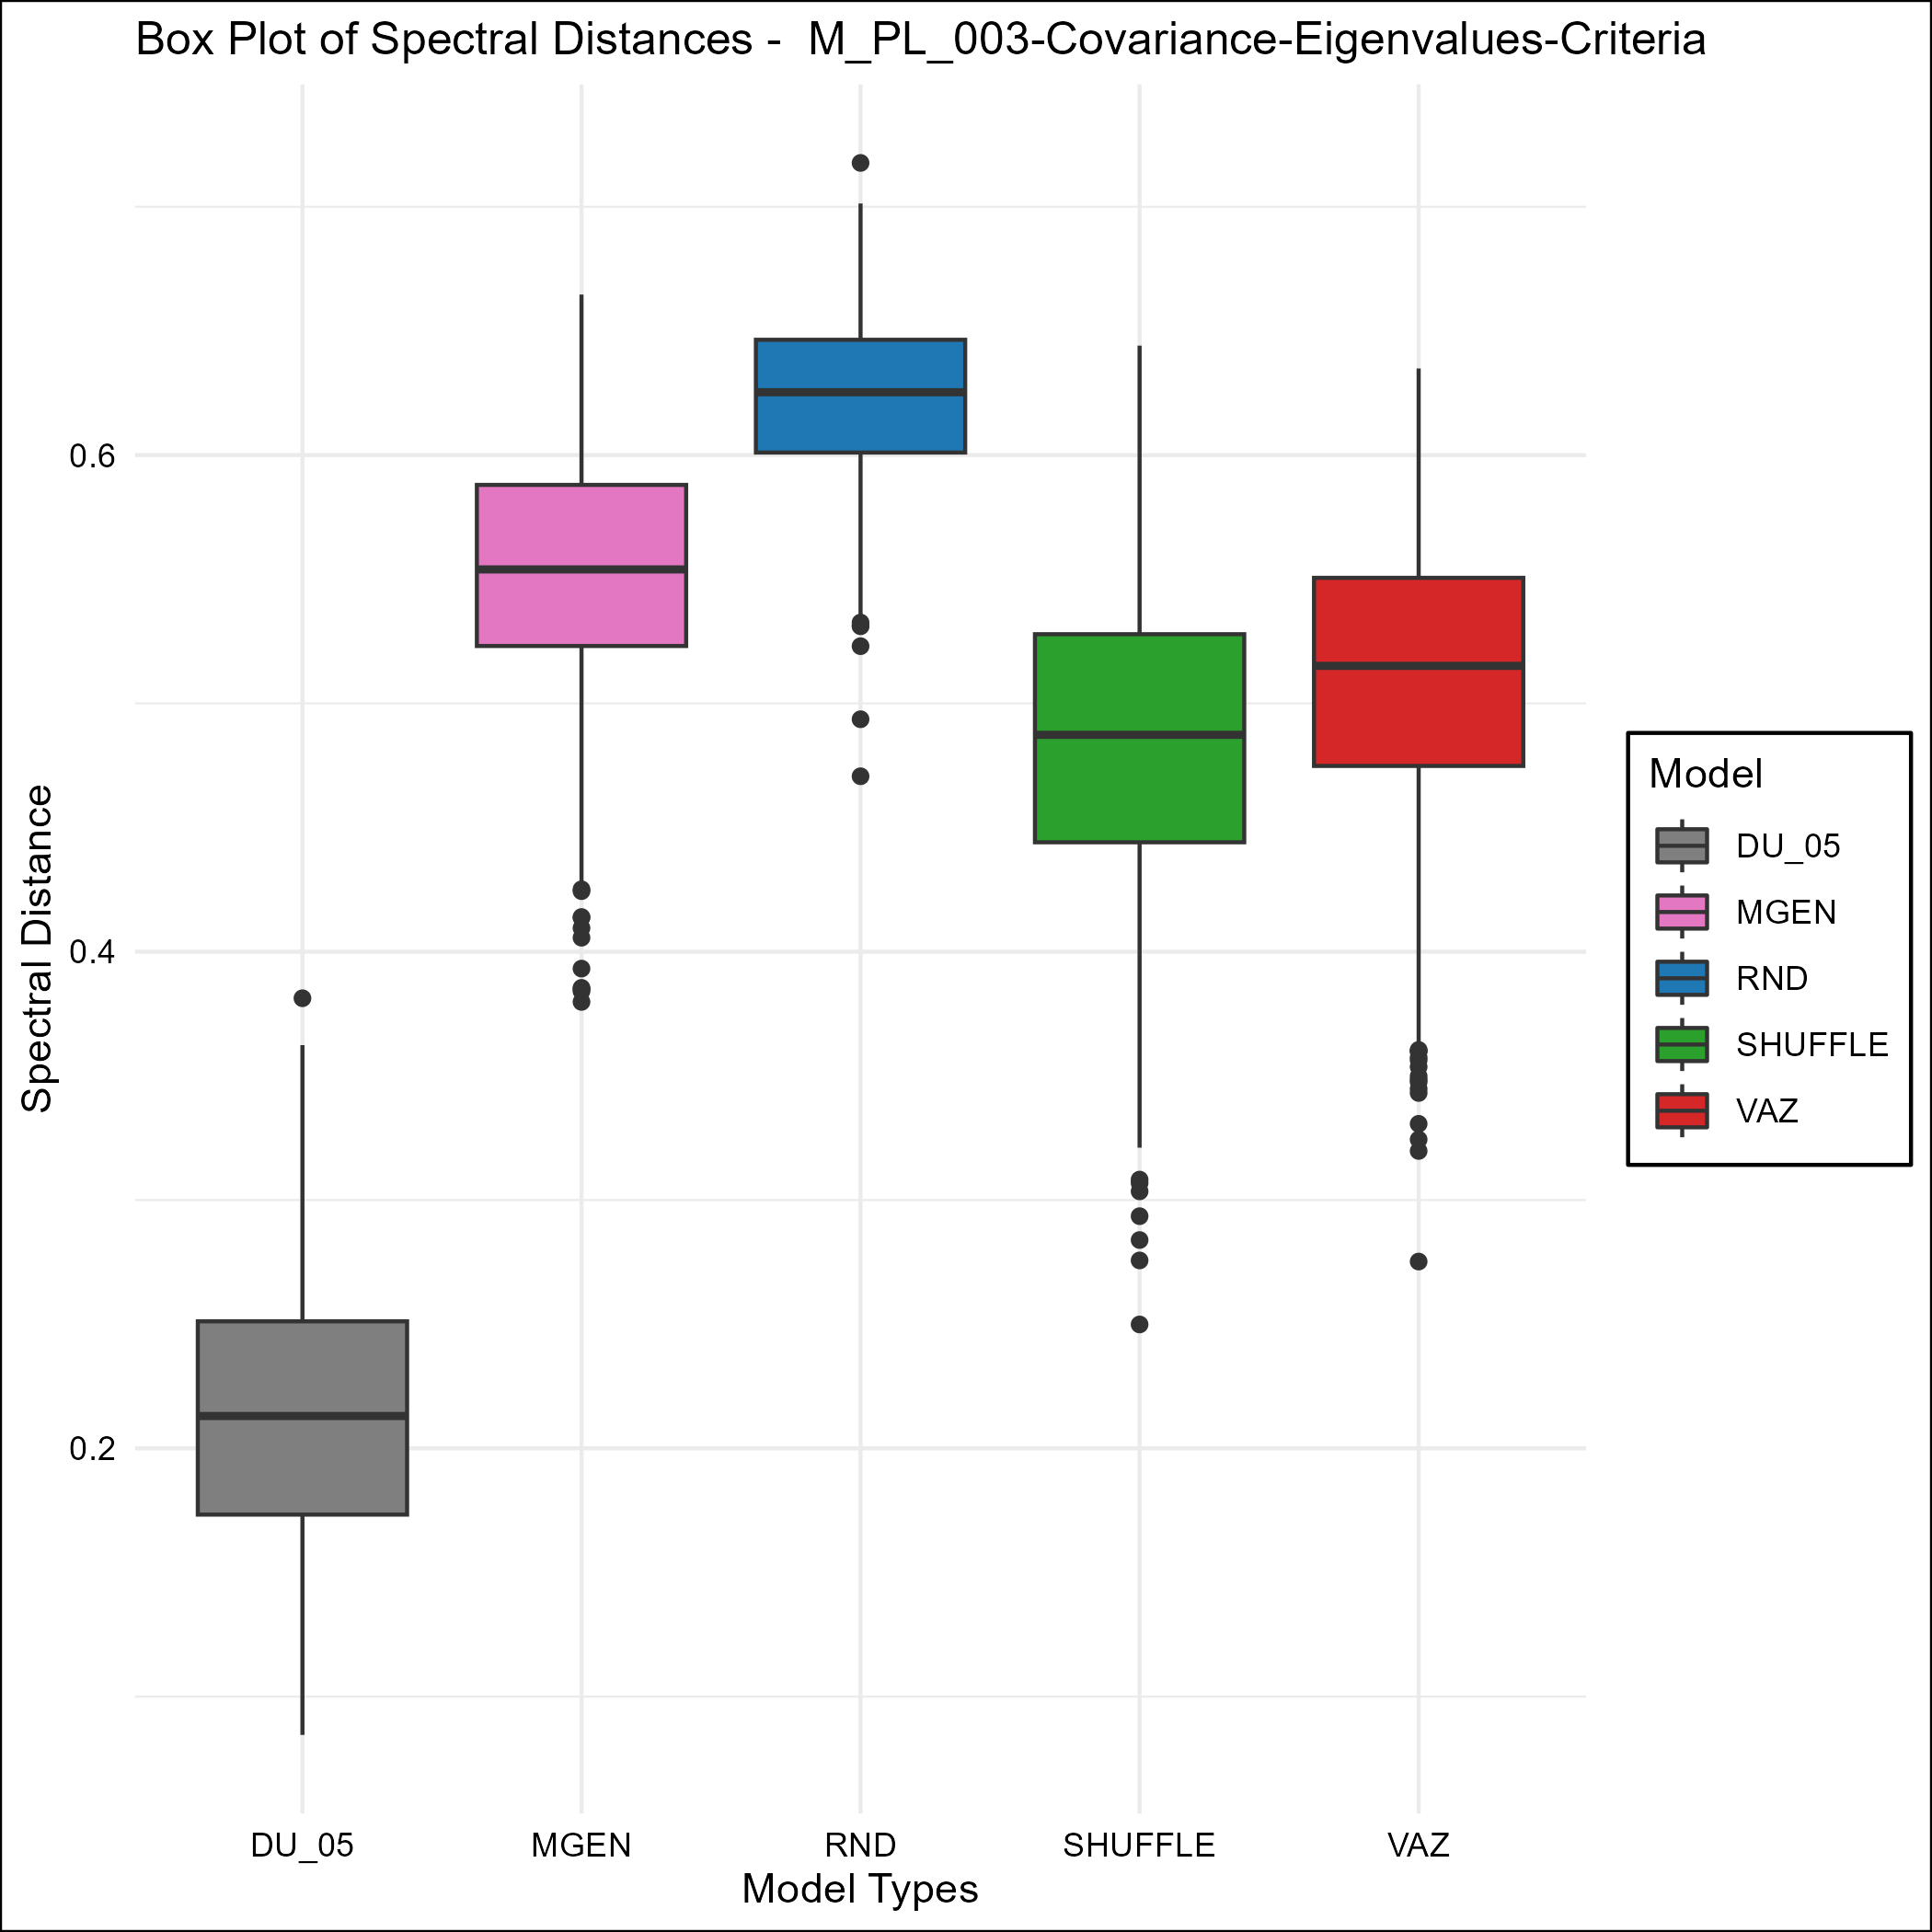 Box Plot of Spectral Distances -  M_PL_003-Covariance-Eigenvalues-Criteria
Spectral Distance
0.6
0.4
0.2
DU_05
MGEN
RND
SHUFFLE
VAZ
Model Types
Model
DU_05
MGEN
RND
SHUFFLE
VAZ